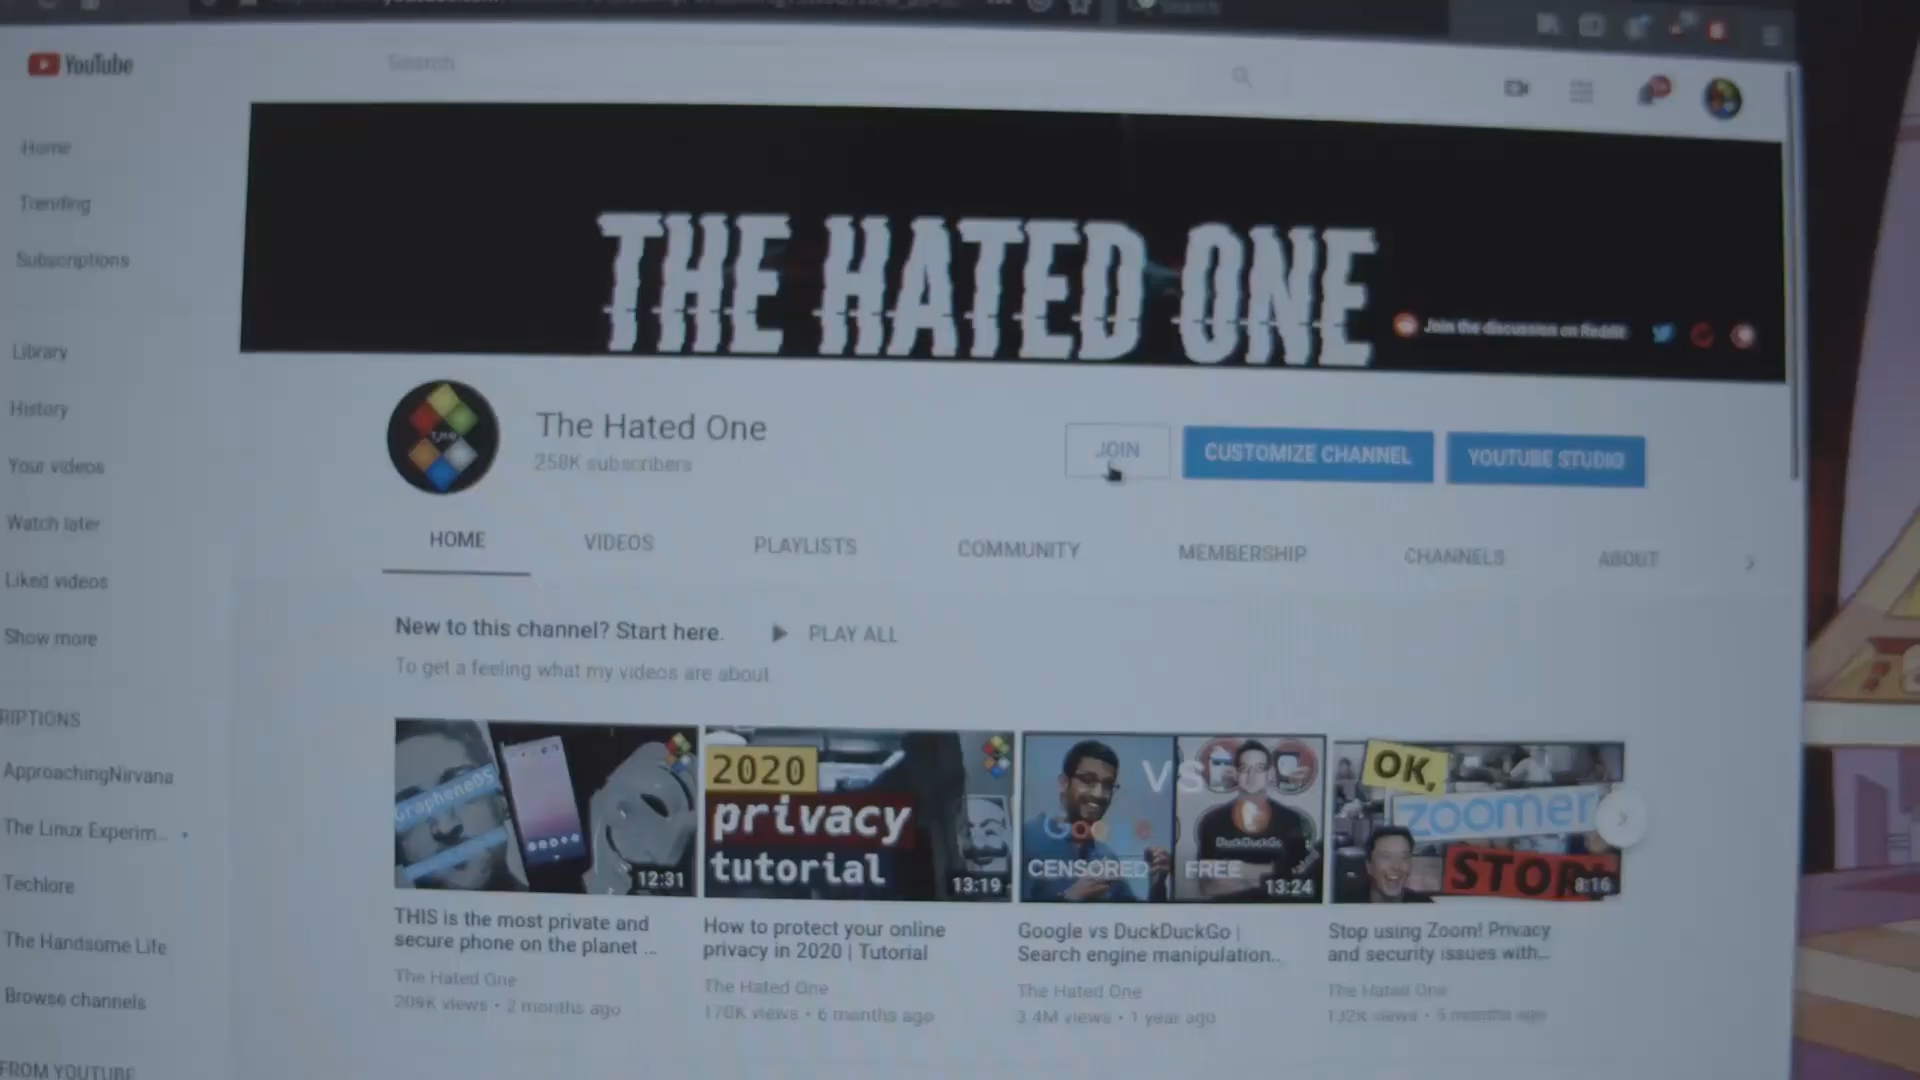 YouTube
Search
Search
Home
Trending
Subscriptions
Library
History
Your videos
Watch later
Liked videos
Show more
RIPTIONS
ApproachingNirvana
The Linux Experim...
Techlore
The Handsome Life
Browse channels
FROM YOUTUBE
THE HATED ONE
Join the discussion on Reddit
The Hated One
258K subscribers
JOIN
CUSTOMIZE CHANNEL
YOUTUBE STUDIO
HOME
VIDEOS
PLAYLISTS
COMMUNITY
MEMBERSHIP
CHANNELS
ABOUT
New to this channel? Start here.
PLAY ALL
To get a feeling what my videos are about
GrapheneOS
12:31
THIS is the most private and
secure phone on the planet ...
The Hated One
209K views • 2 months ago
2020
privacy
tutorial
13:19
How to protect your online
privacy in 2020 | Tutorial
The Hated One
170K views • 6 months ago
VS
Google
DuckDuckGo
CENSORED
FREE
13:24
Google vs DuckDuckGo |
Search engine manipulation...
The Hated One
3.4M views • 1 year ago
OK,
zoomer
STOP
8:16
Stop using Zoom! Privacy
and security issues with...
The Hated One
132K views • 5 months ago